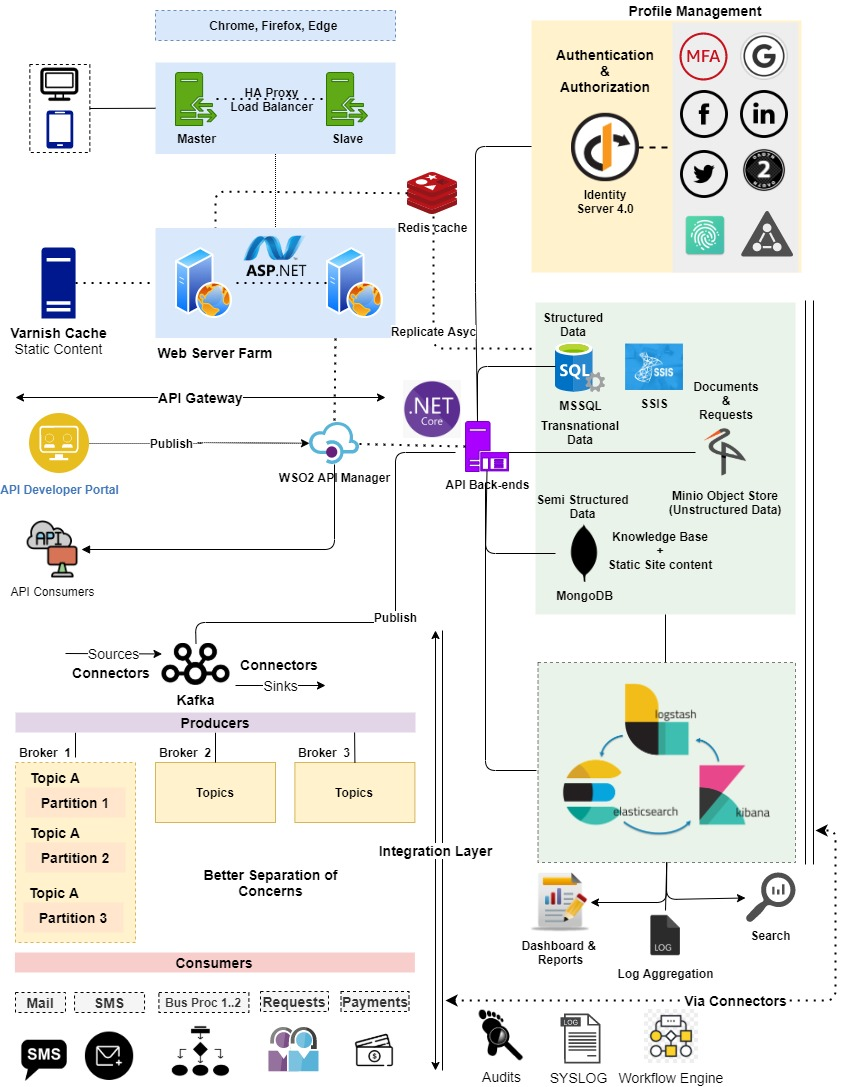 Profile Management
Chrome, Firefox, Edge
HA Proxy
Load Balancer
Master
Slave
Authentication
&
Authorization
Identity
Server 4.0
MFA
G
f
in
OAUTH
2
Redis cache
ASP.NET
Web Server Farm
Varnish Cache
Static Content
Replicate Asyc
API Gateway
.NET
Core
Publish
API Developer Portal
WSO2 API Manager
API Back-ends
API
API Consumers
Structured
Data
SQL
MSSQL
Transnational
Data
SSIS
SSIS
Documents
&
Requests
Minio Object Store
(Unstructured Data)
Semi Structured
Data
MongoDB
Knowledge Base
+
Static Site content
Publish
Sources
Connectors
Kafka
Connectors
Sinks
Producers
Broker 1
Broker 2
Broker 3
Topic A
Partition 1
Topic A
Partition 2
Topic A
Partition 3
Topics
Topics
Better Separation of
Concerns
Integration Layer
logstash
elasticsearch
kibana
Dashboard &
Reports
LOG
Log Aggregation
Search
Consumers
Mail
SMS
Bus Proc 1..2
Requests
Payments
SMS
Via Connectors
Audits
LOG
SYSLOG
Workflow Engine